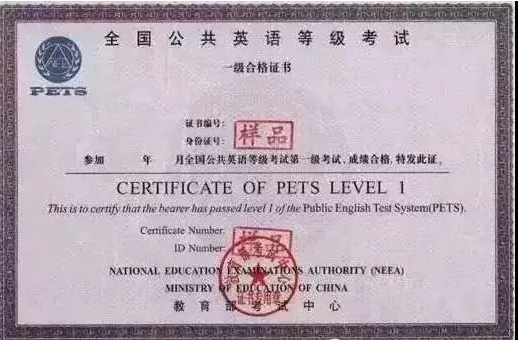 全国公共英语等级考试
PETS
一级合格证书
证书编号:
样品
身份证号:
参加 年 月全国公共英语等级考试第一级考试,成绩合格,特发此证。
CERTIFICATE OF PETS LEVEL 1
This is to certify that the bearer has passed level 1 of the Public English Test System(PETS).
Certificate Number:
样品
ID Number:
NATIONAL EDUCATION EXAMINATIONS AUTHORITY (NEEA)
MINISTRY OF EDUCATION OF CHINA
教育部考试中心
证书专用章